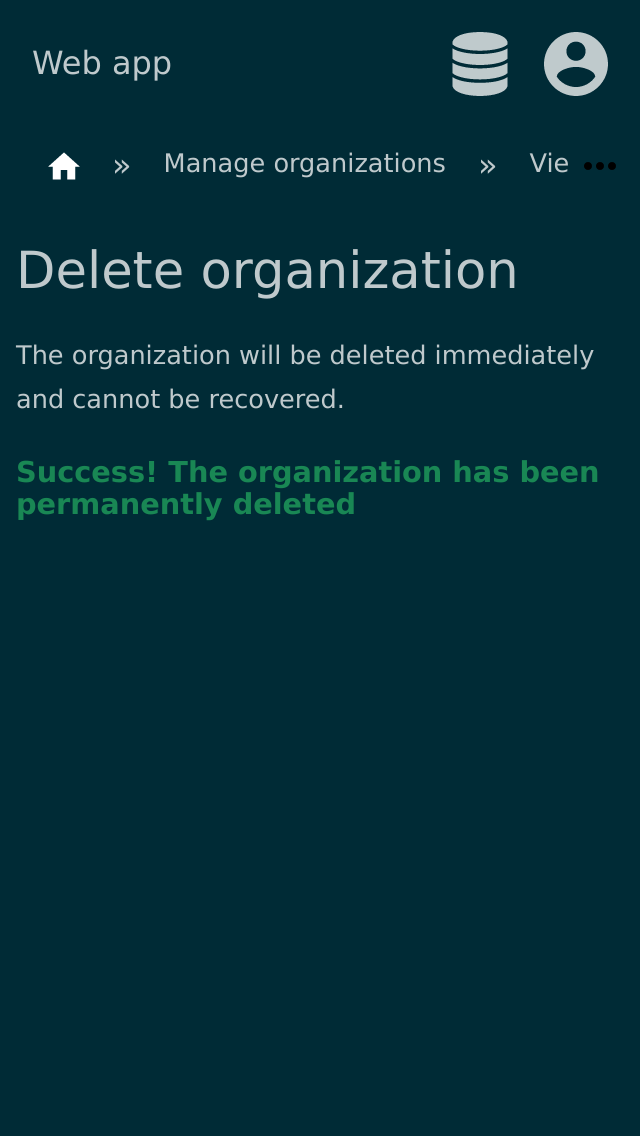 Web app
» Manage organizations » Vie
Delete organization
The organization will be deleted immediately
and cannot be recovered.
Success! The organization has been
permanently deleted